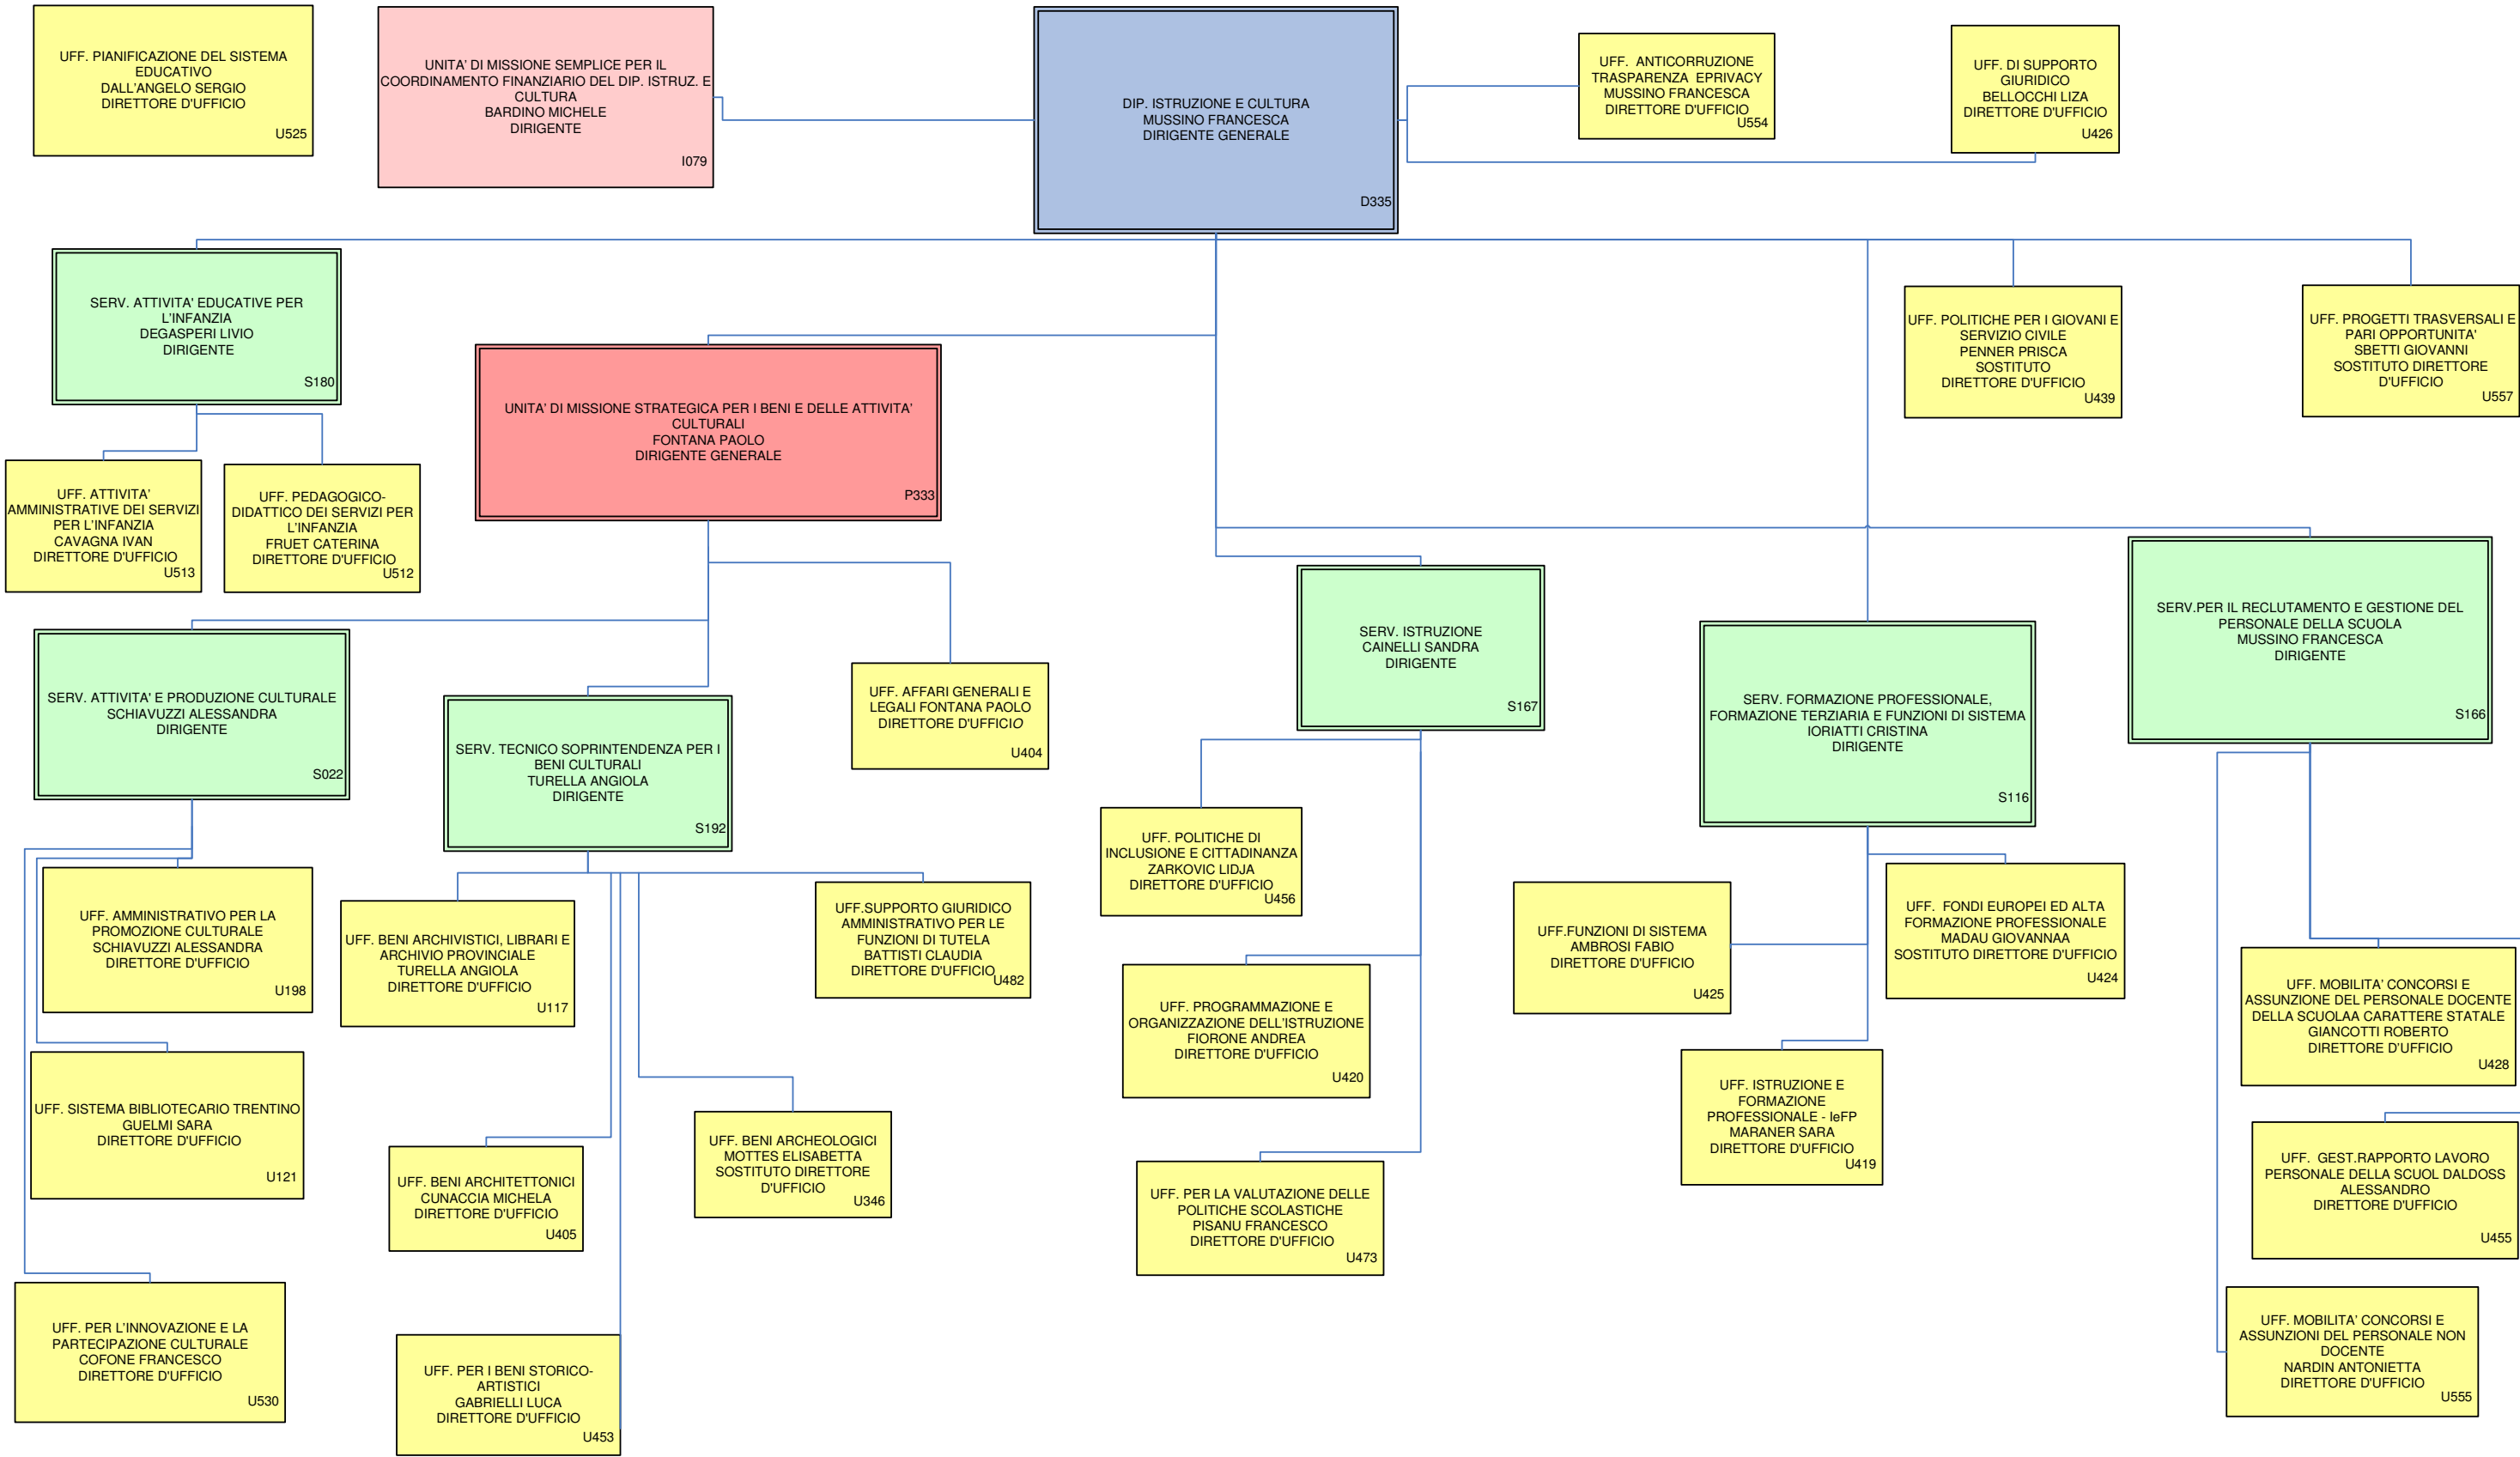 UFF. PIANIFICAZIONE DEL SISTEMA
EDUCATIVO
DALL'ANGELO SERGIO
DIRETTORE D'UFFICIO
U525
UNITA' DI MISSIONE SEMPLICE PER IL
COORDINAMENTO FINANZIARIO DEL DIP. ISTRUZ. E
CULTURA
BARDINO MICHELE
DIRIGENTE
I079
DIP. ISTRUZIONE E CULTURA
MUSSINO FRANCESCA
DIRIGENTE GENERALE
D335
UFF.  ANTICORRUZIONE
TRASPARENZA  EPRIVACY
MUSSINO FRANCESCA
DIRETTORE D'UFFICIO
U554
UFF. DI SUPPORTO
GIURIDICO
BELLOCCHI LIZA
DIRETTORE D'UFFICIO
U426
SERV. ATTIVITA' EDUCATIVE PER
L'INFANZIA
DEGASPERI LIVIO
DIRIGENTE
S180
UFF. POLITICHE PER I GIOVANI E
SERVIZIO CIVILE
PENNER PRISCA
SOSTITUTO
DIRETTORE D'UFFICIO
U439
UFF. PROGETTI TRASVERSALI E
PARI OPPORTUNITA'
SBETTI GIOVANNI
SOSTITUTO DIRETTORE
D'UFFICIO
U557
UNITA' DI MISSIONE STRATEGICA PER I BENI E DELLE ATTIVITA'
CULTURALI
FONTANA PAOLO
DIRIGENTE GENERALE
P333
UFF. ATTIVITA'
AMMINISTRATIVE DEI SERVIZI
PER L'INFANZIA
CAVAGNA IVAN
DIRETTORE D'UFFICIO
U513
UFF. PEDAGOGICO-
DIDATTICO DEI SERVIZI PER
L'INFANZIA
FRUET CATERINA
DIRETTORE D'UFFICIO
U512
SERV. ATTIVITA' E PRODUZIONE CULTURALE
SCHIAVUZZI ALESSANDRA
DIRIGENTE
S022
SERV. TECNICO SOPRINTENDENZA PER I
BENI CULTURALI
TURELLA ANGIOLA
DIRIGENTE
S192
UFF. AFFARI GENERALI E
LEGALI FONTANA PAOLO
DIRETTORE D'UFFICIO
U404
SERV. ISTRUZIONE
CAINELLI SANDRA
DIRIGENTE
S167
SERV. FORMAZIONE PROFESSIONALE,
FORMAZIONE TERZIARIA E FUNZIONI DI SISTEMA
IORIATTI CRISTINA
DIRIGENTE
S116
SERV.PER IL RECLUTAMENTO E GESTIONE DEL
PERSONALE DELLA SCUOLA
MUSSINO FRANCESCA
DIRIGENTE
S166
UFF. AMMINISTRATIVO PER LA
PROMOZIONE CULTURALE
SCHIAVUZZI ALESSANDRA
DIRETTORE D'UFFICIO
U198
UFF. BENI ARCHIVISTICI, LIBRARI E
ARCHIVIO PROVINCIALE
TURELLA ANGIOLA
DIRETTORE D'UFFICIO
U117
UFF.SUPPORTO GIURIDICO
AMMINISTRATIVO PER LE
FUNZIONI DI TUTELA
BATTISTI CLAUDIA
DIRETTORE D'UFFICIO
U482
UFF. POLITICHE DI
INCLUSIONE E CITTADINANZA
ZARKOVIC LIDJA
DIRETTORE D'UFFICIO
U456
UFF.FUNZIONI DI SISTEMA
AMBROSI FABIO
DIRETTORE D'UFFICIO
U425
UFF.  FONDI EUROPEI ED ALTA
FORMAZIONE PROFESSIONALE
MADAU GIOVANNAA
SOSTITUTO DIRETTORE D'UFFICIO
U424
UFF. MOBILITA' CONCORSI E
ASSUNZIONE DEL PERSONALE DOCENTE
DELLA SCUOLAA CARATTERE STATALE
GIANCOTTI ROBERTO
DIRETTORE D'UFFICIO
U428
UFF. PROGRAMMAZIONE E
ORGANIZZAZIONE DELL'ISTRUZIONE
FIORONE ANDREA
DIRETTORE D'UFFICIO
U420
UFF. SISTEMA BIBLIOTECARIO TRENTINO
GUELMI SARA
DIRETTORE D'UFFICIO
U121
UFF. BENI ARCHITETTONICI
CUNACCIA MICHELA
DIRETTORE D'UFFICIO
U405
UFF. BENI ARCHEOLOGICI
MOTTES ELISABETTA
SOSTITUTO DIRETTORE
D'UFFICIO
U346
UFF. PER LA VALUTAZIONE DELLE
POLITICHE SCOLASTICHE
PISANU FRANCESCO
DIRETTORE D'UFFICIO
U473
UFF. ISTRUZIONE E
FORMAZIONE
PROFESSIONALE - IeFP
MARANER SARA
DIRETTORE D'UFFICIO
U419
UFF.  GEST.RAPPORTO LAVORO
PERSONALE DELLA SCUOL DALDOSS
ALESSANDRO
DIRETTORE D'UFFICIO
U455
UFF. PER L'INNOVAZIONE E LA
PARTECIPAZIONE CULTURALE
COFONE FRANCESCO
DIRETTORE D'UFFICIO
U530
UFF. PER I BENI STORICO-
ARTISTICI
GABRIELLI LUCA
DIRETTORE D'UFFICIO
U453
UFF. MOBILITA' CONCORSI E
ASSUNZIONI DEL PERSONALE NON
DOCENTE
NARDIN ANTONIETTA
DIRETTORE D'UFFICIO
U555